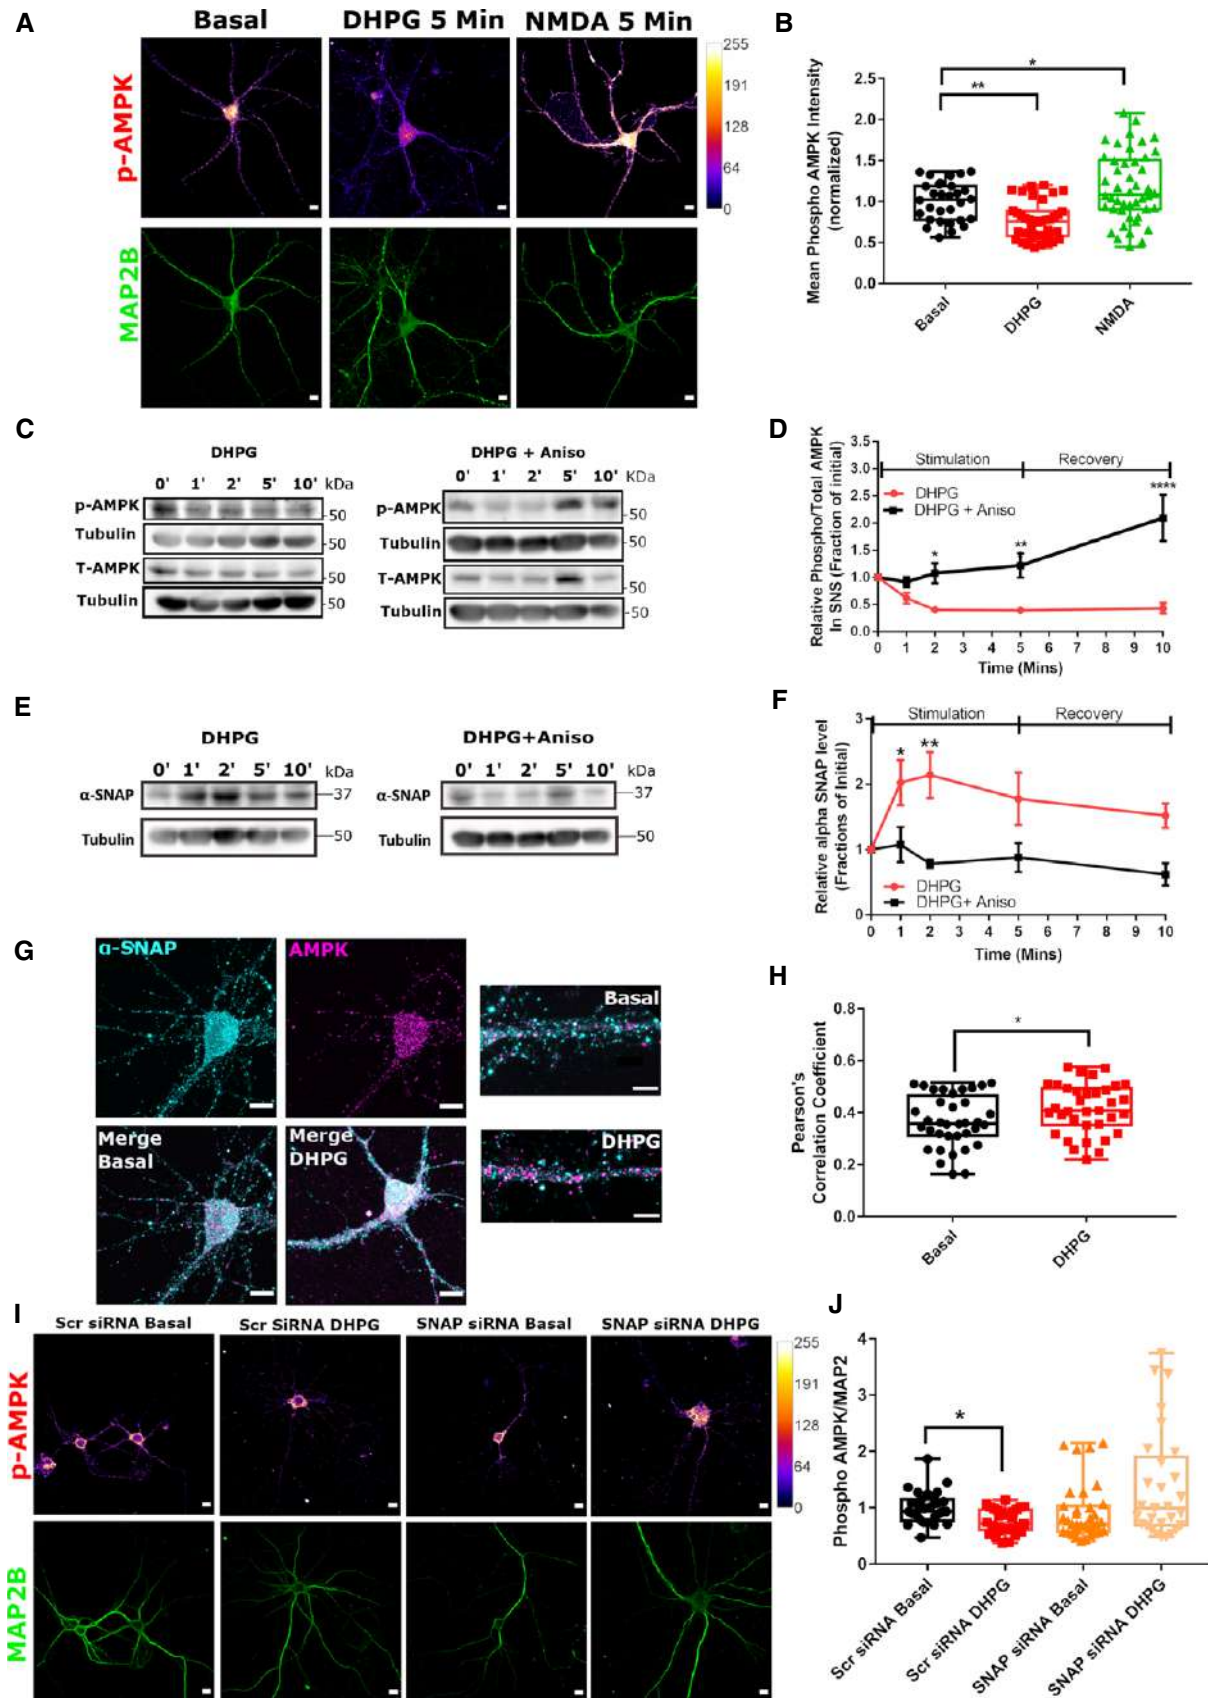 A
Basal
DHPG 5 Min
NMDA 5 Min
p-AMPK
MAP2B
255
191
128
64
0
B
Mean Phospho AMPK Intensity
(normalized)
2.5
2.0
1.5
1.0
0.5
0.0
*
**
Basal
DHPG
NMDA
C
DHPG
0' 1' 2' 5' 10' kDa
p-AMPK
50
Tubulin
50
T-AMPK
50
Tubulin
50
DHPG + Aniso
0' 1' 2' 5' 10' KDa
p-AMPK
50
Tubulin
50
T-AMPK
50
Tubulin
50
D
Relative Phospho/Total AMPK
In SNS (Fraction of initial)
3.5
3.0
2.5
2.0
1.5
1.0
0.5
0.0
Stimulation
Recovery
DHPG
DHPG + Aniso
*
**
****
0 1 2 3 4 5 6 7 8 9 10
Time (Mins)
E
DHPG
0' 1' 2' 5' 10' kDa
α-SNAP
37
Tubulin
50
DHPG+Aniso
0' 1' 2' 5' 10' kDa
α-SNAP
37
Tubulin
50
F
Relative alpha SNAP level
(Fractions of Initial)
3
2
1
0
Stimulation
Recovery
*
**
DHPG
DHPG+ Aniso
0 1 2 3 4 5 6 7 8 9 10
Time (Mins)
G
α-SNAP
AMPK
Merge
Basal
Merge
DHPG
Basal
DHPG
H
Pearson's
Correlation Coefficient
0.8
0.6
0.4
0.2
0.0
*
Basal
DHPG
I
Scr siRNA Basal
Scr SiRNA DHPG
SNAP siRNA Basal
SNAP siRNA DHPG
p-AMPK
MAP2B
255
191
128
64
0
J
Phospho AMPK/MAP2
4
3
2
1
0
*
Scr siRNA Basal
Scr siRNA DHPG
SNAP siRNA Basal
SNAP siRNA DHPG